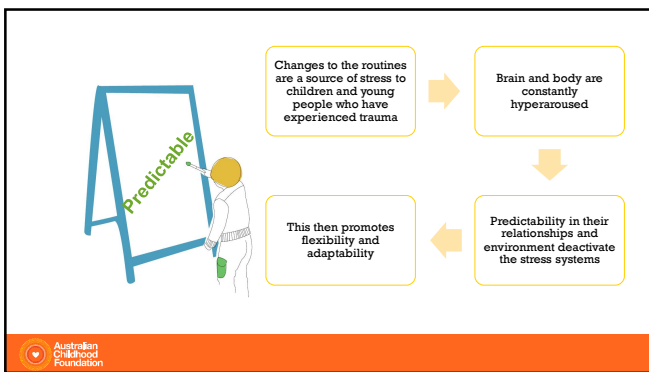 Predictable
Changes to the routines
are a source of stress to
children and young
people who have
experienced trauma
Brain and body are
constantly
hyperaroused
Predictability in their
relationships and
environment deactivate
the stress systems
This then promotes
flexibility and
adaptability
Australian
Childhood
Foundation